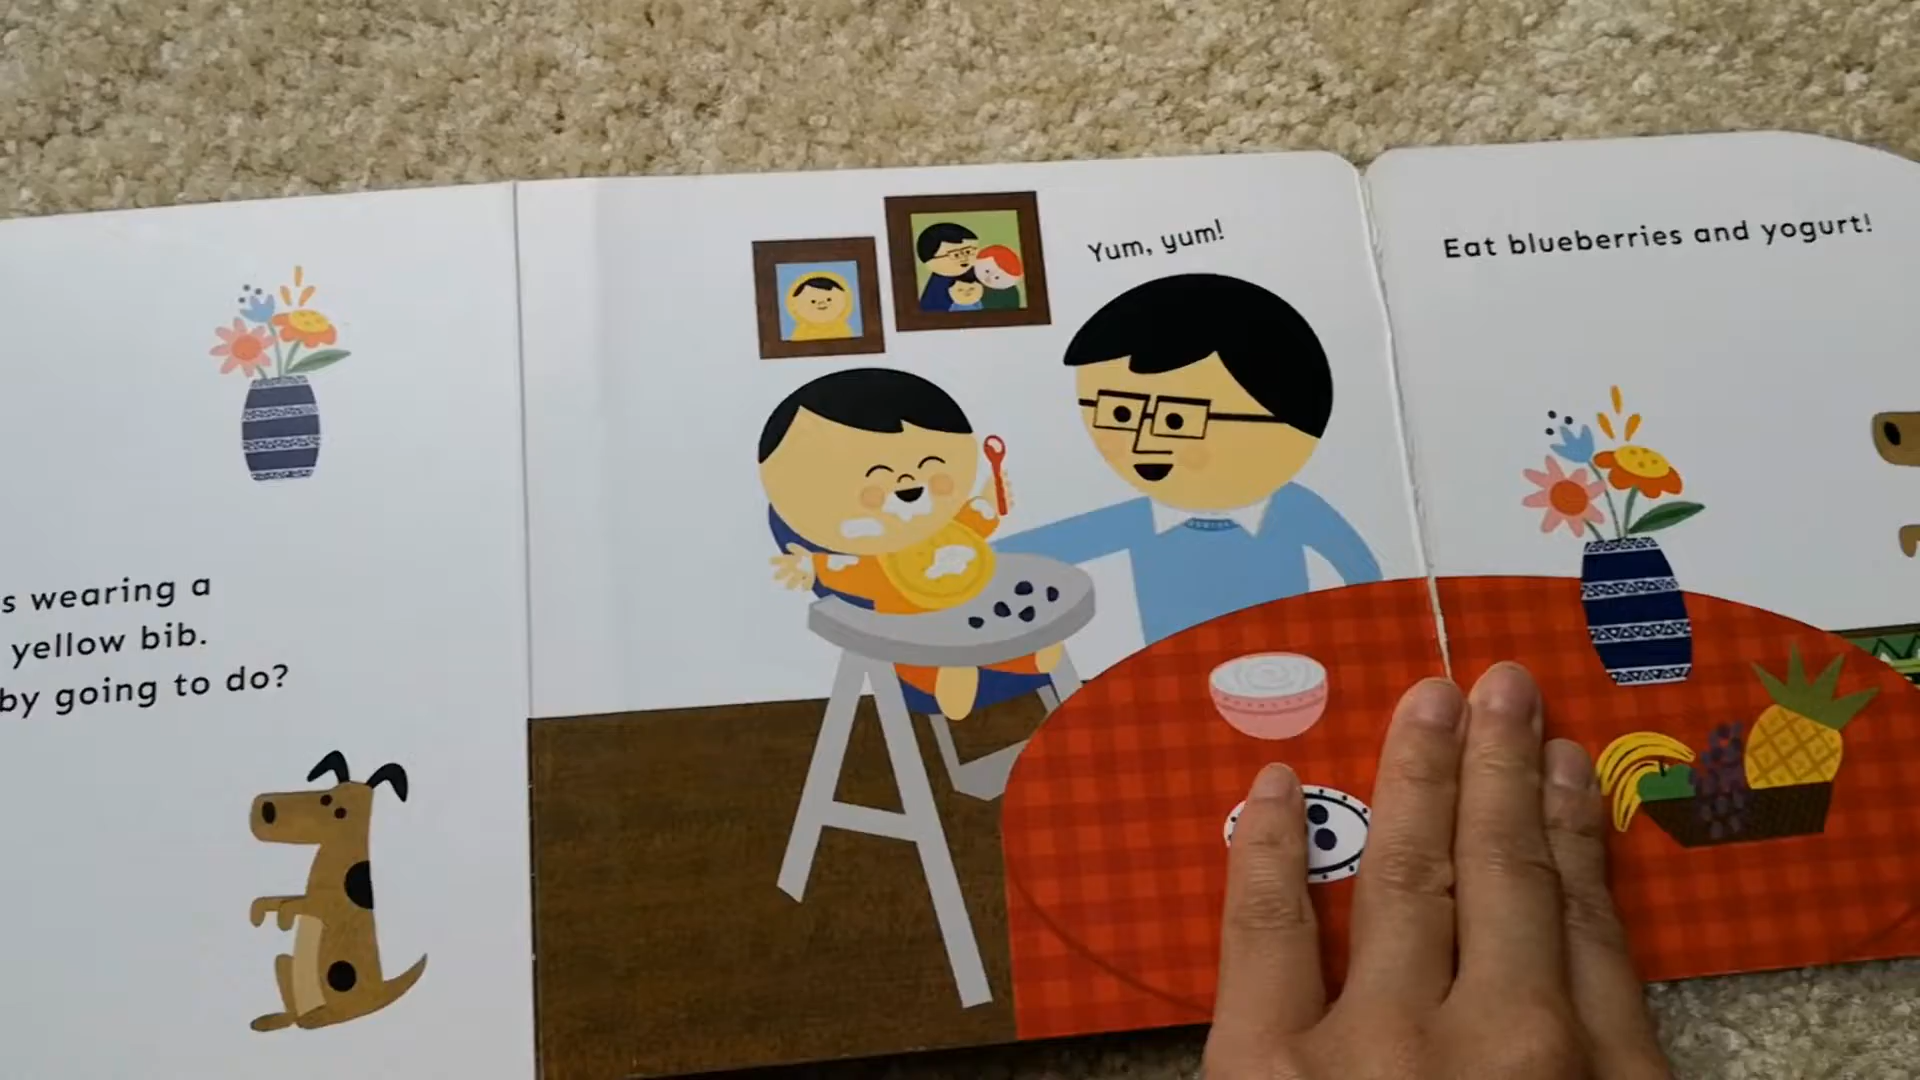 s wearing a
yellow bib.
by going to do?
Yum, yum!
Eat blueberries and yogurt!